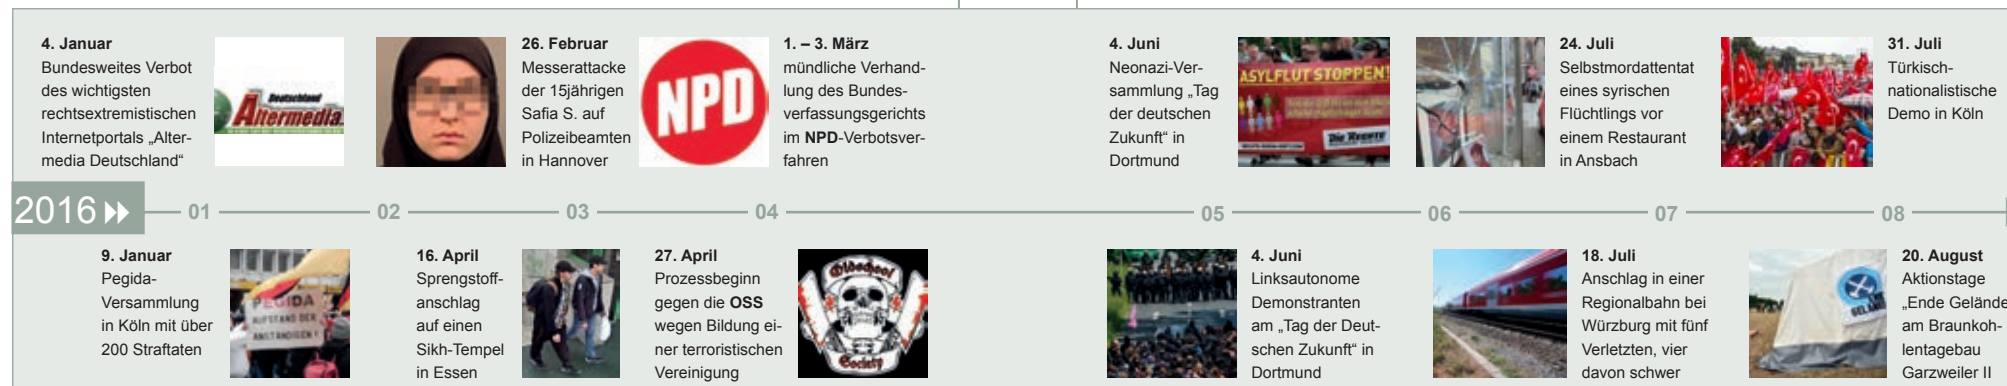 4. Januar
Bundesweites Verbot
des wichtigsten
rechtsextremistischen
Internetportals „Alter-
media Deutschland“
Deutschland
Altermedia
26. Februar
Messerattacke
der 15jährigen
Safia S. auf
Polizeibeamten
in Hannover
NPD
1. – 3. März
mündliche Verhand-
lung des Bundes-
verfassungsgerichts
im NPD-Verbotsver-
fahren
4. Juni
Neonazi-Ver-
sammlung „Tag
der deutschen
Zukunft“ in
Dortmund
ASYLFLUT STOPPEN!
Die Rechte
24. Juli
Selbstmordattentat
eines syrischen
Flüchtlings vor
einem Restaurant
in Ansbach
31. Juli
Türkisch-
nationalistische
Demo in Köln
2016
01 02 03 04 05 06 07 08
9. Januar
Pegida-
Versammlung
in Köln mit über
200 Straftaten
PEGIDA
AUFSTAND DER
ANSTÄNDIGEN !
16. April
Sprengstoff-
anschlag
auf einen
Sikh-Tempel
in Essen
27. April
Prozessbeginn
gegen die OSS
wegen Bildung ei-
ner terroristischen
Vereinigung
Oldschool
Society
4. Juni
Linksautonome
Demonstranten
am „Tag der Deut-
schen Zukunft“ in
Dortmund
18. Juli
Anschlag in einer
Regionalbahn bei
Würzburg mit fünf
Verletzten, vier
davon schwer
20. August
Aktionstage
„Ende Gelände
am Braunkoh-
lentagebau
Garzweiler II